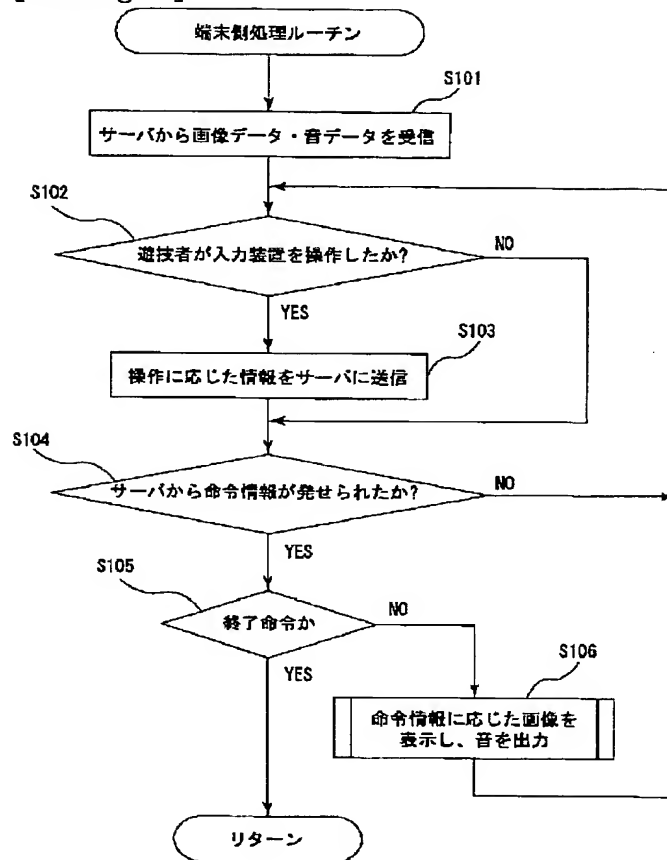 端末側処理ルーチン
S101
サーバから画像データ・音データを受信
S102
遊技者が入力装置を操作したか?
NO
YES
S103
操作に応じた情報をサーバに送信
S104
サーバから命令情報が発せられたか?
NO
YES
S105
終了命令か
NO
YES
S106
命令情報に応じた画像を
表示し、音を出力
リターン